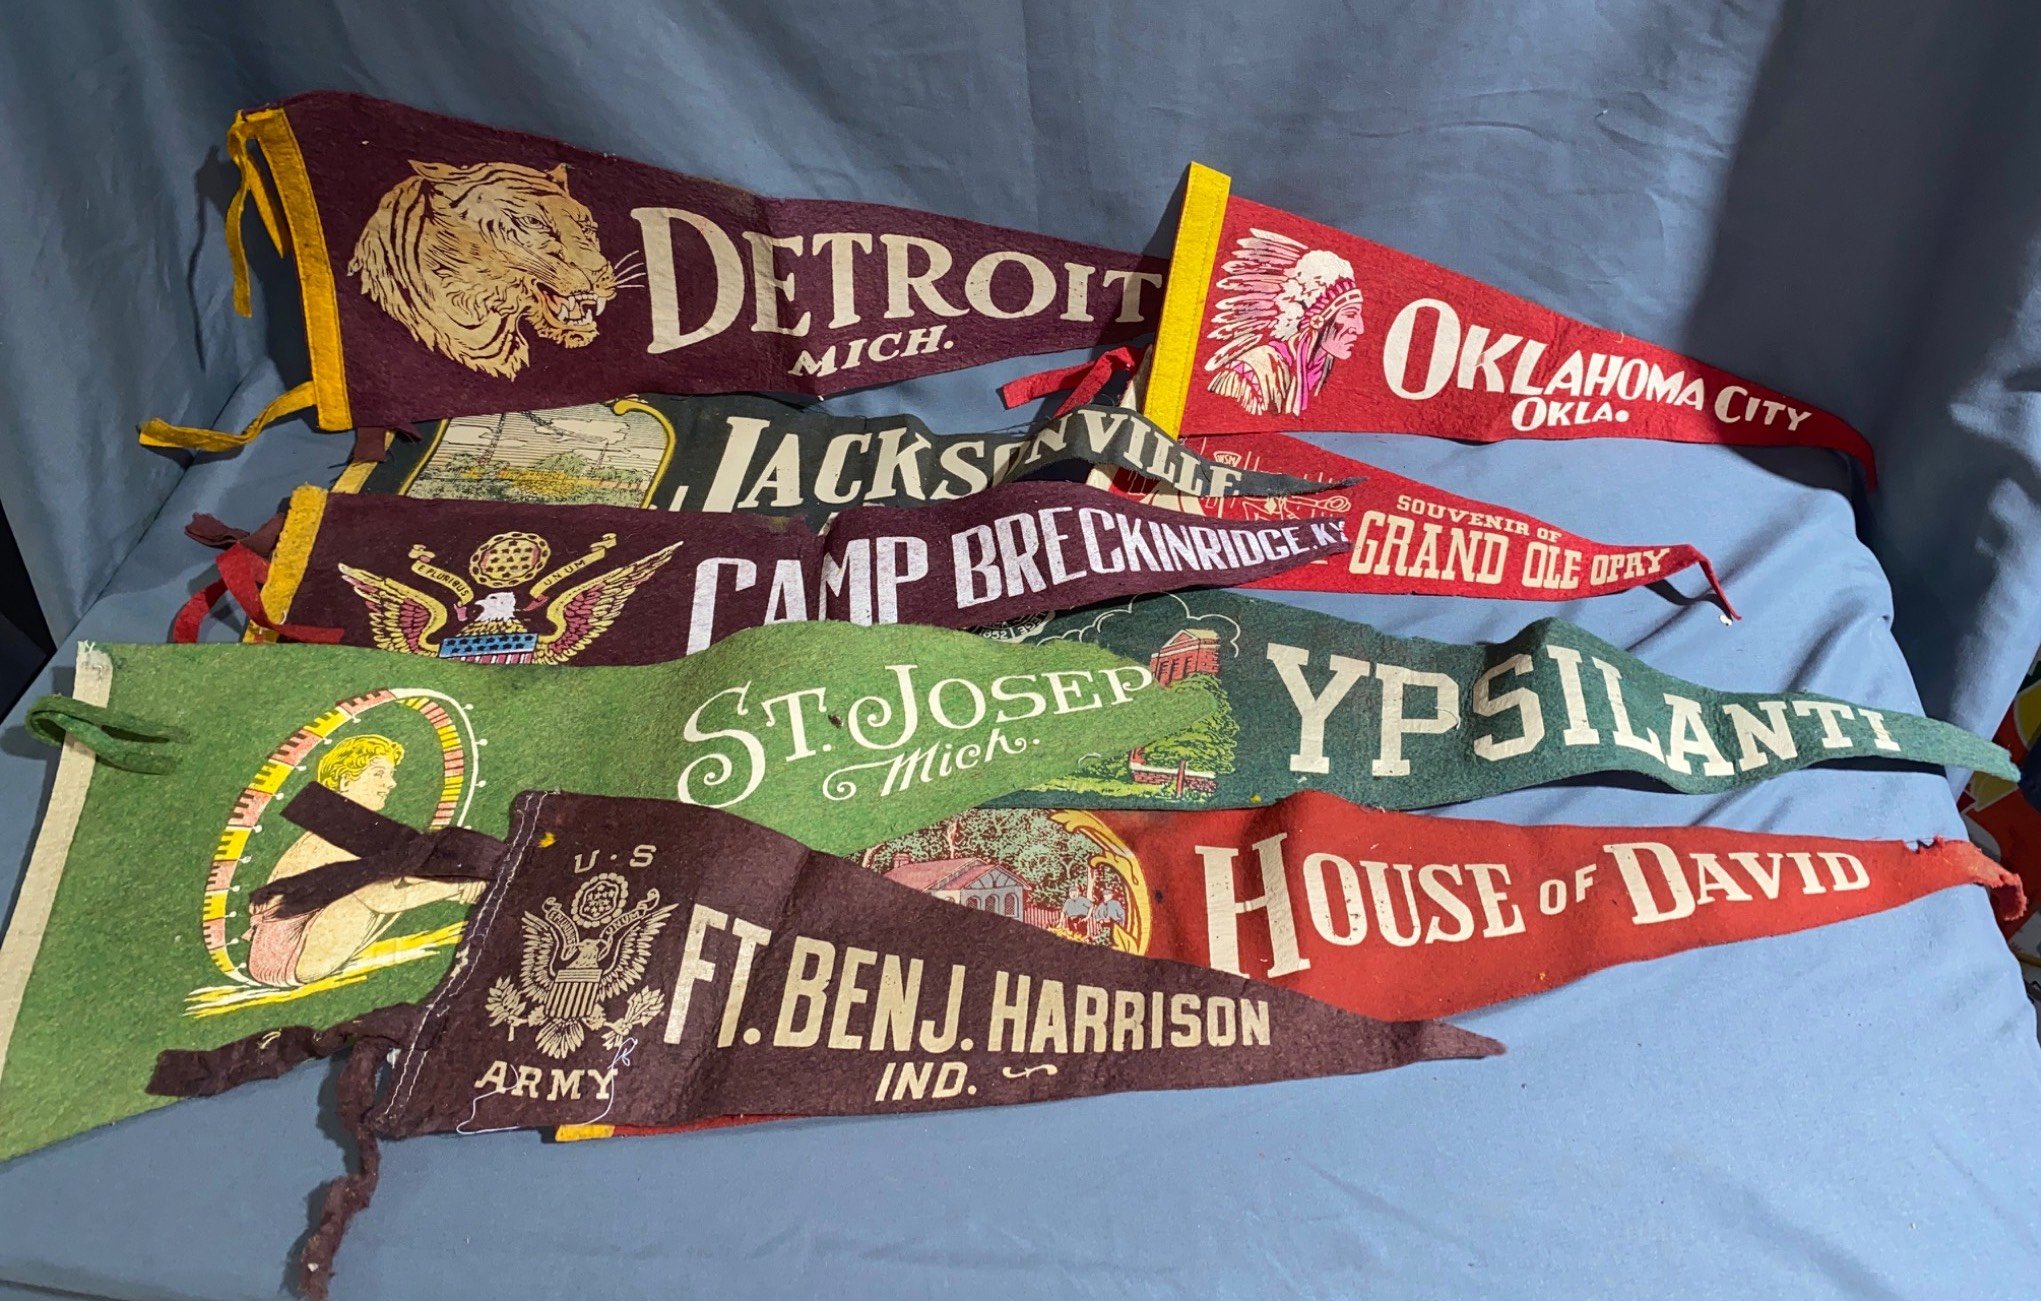 DETROIT
MICH.
OKLAHOMA CITY
OKLA.
JACKSONVILLE
WSM
SOUVENIR OF
GRAND OLE OPRY
E PLURIBUS UNUM
CAMP BRECKINRIDGE, KY
YPSILANTI
ST. JOSEP
Mich.
HOUSE OF DAVID
U.S
ARMY
FT. BENJ. HARRISON
IND.